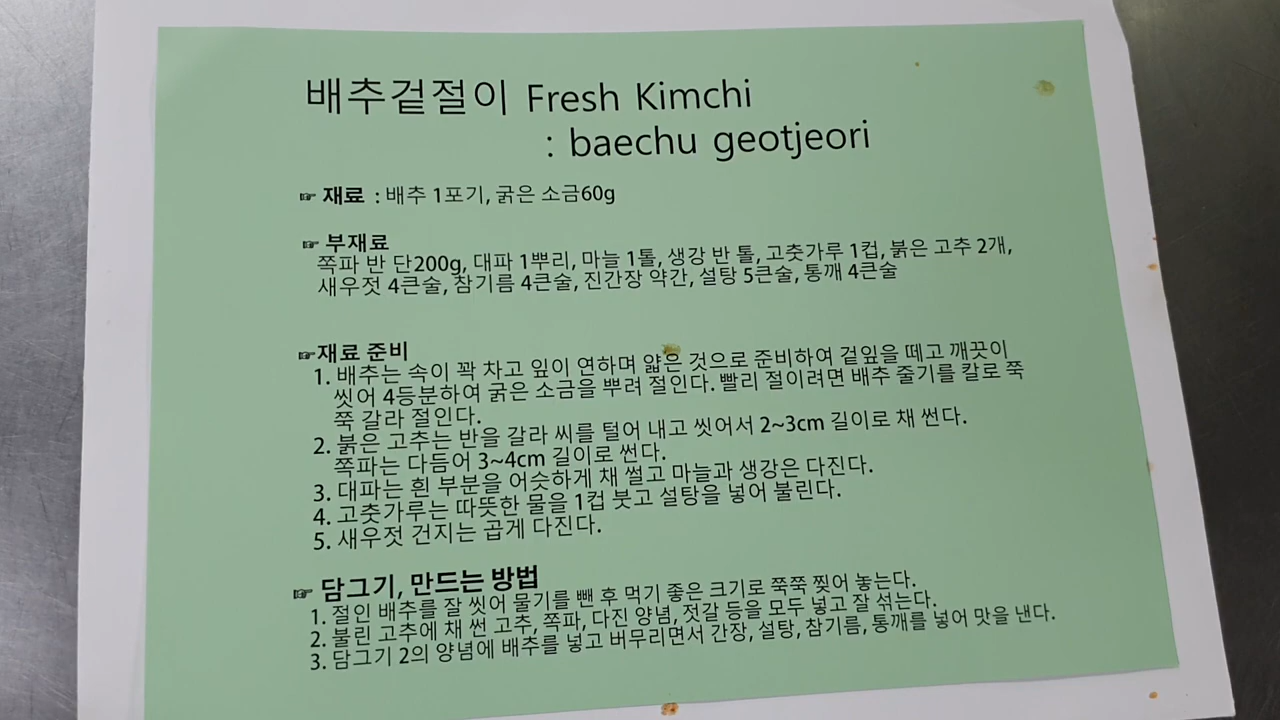 배추겉절이 Fresh Kimchi
: baechu geotjeori
☞ 재료 : 배추 1포기, 굵은 소금60g
☞ 부재료
쪽파 반 단200g, 대파 1뿌리, 마늘 1톨, 생강 반 톨, 고춧가루 1컵, 붉은 고추 2개,
새우젓 4큰술, 참기름 4큰술, 진간장 약간, 설탕 5큰술, 통깨 4큰술
☞재료 준비
1. 배추는 속이 꽉 차고 잎이 연하며 얇은 것으로 준비하여 겉잎을 떼고 깨끗이
씻어 4등분하여 굵은 소금을 뿌려 절인다. 빨리 절이려면 배추 줄기를 칼로 쭉
쭉 갈라 절인다.
2. 붉은 고추는 반을 갈라 씨를 털어 내고 씻어서 2~3cm 길이로 채 썬다.
쪽파는 다듬어 3~4cm 길이로 썬다.
3. 대파는 흰 부분을 어슷하게 채 썰고 마늘과 생강은 다진다.
4. 고춧가루는 따뜻한 물을 1컵 붓고 설탕을 넣어 불린다.
5. 새우젓 건지는 곱게 다진다.
☞ 담그기, 만드는 방법
1. 절인 배추를 잘 씻어 물기를 뺀 후 먹기 좋은 크기로 쭉쭉 찢어 놓는다.
2. 불린 고추에 채 썬 고추, 쪽파, 다진 양념, 젓갈 등을 모두 넣고 잘 섞는다.
3. 담그기 2의 양념에 배추를 넣고 버무리면서 간장, 설탕, 참기름, 통깨를 넣어 맛을 낸다.